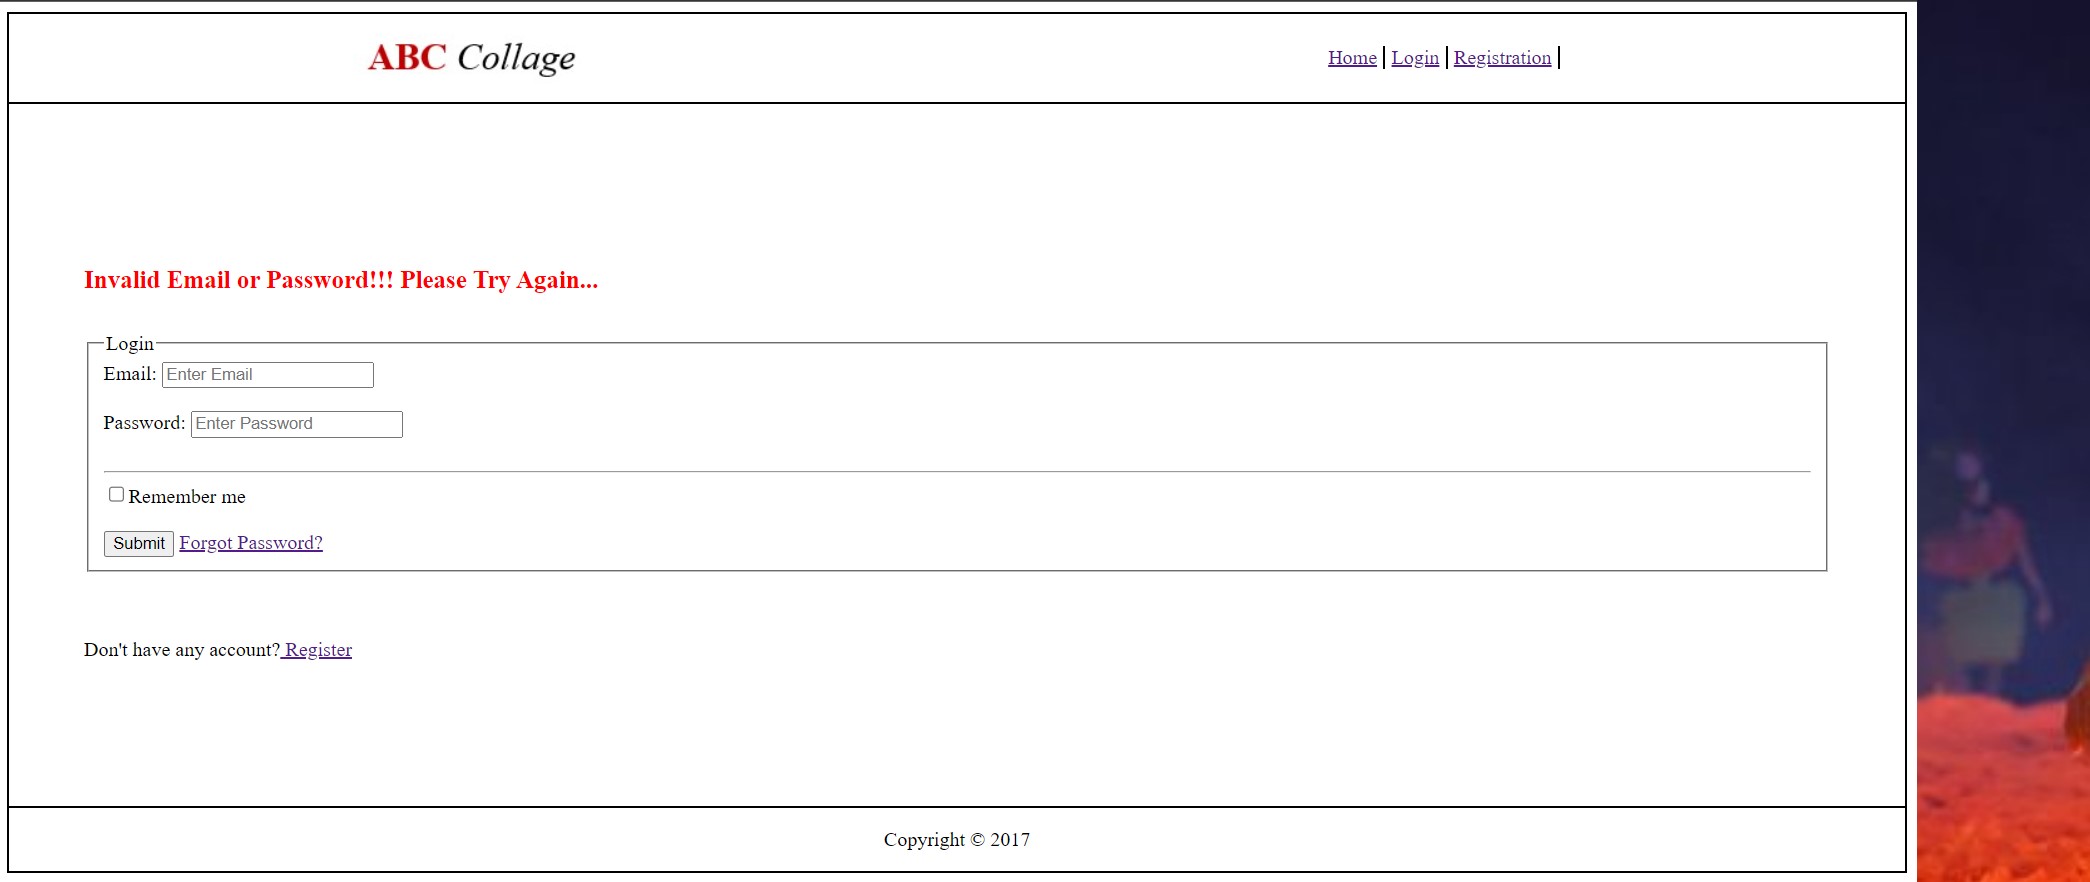 ABC Collage
Home Login Registration
Invalid Email or Password!!! Please Try Again...
Login
Email: Enter Email
Password: Enter Password
Remember me
Submit Forgot Password?
Don't have any account? Register
Copyright © 2017